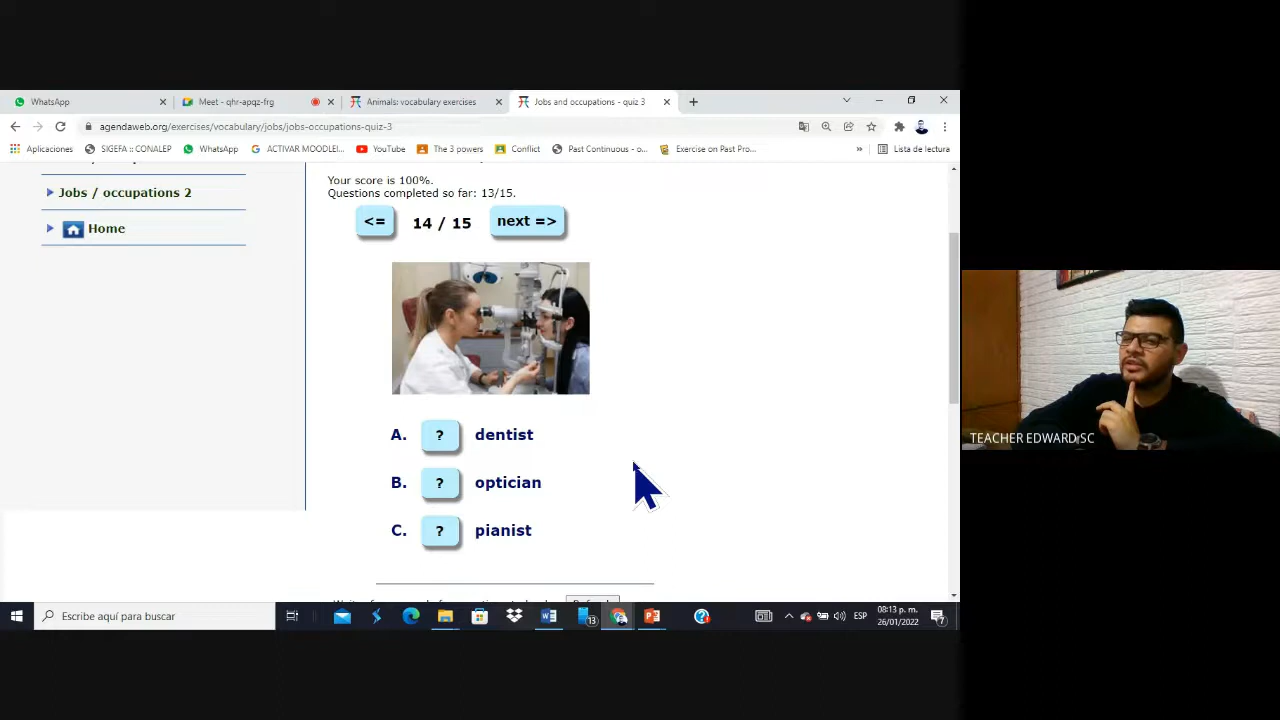 WhatsApp
Meet - qhr-apqz-frg
Animals: vocabulary exercises
Jobs and occupations - quiz 3
agendaweb.org/exercises/vocabulary/jobs/jobs-occupations-quiz-3
Aplicaciones
SIGEFA :: CONALEP
WhatsApp
ACTIVAR MOODLEI...
YouTube
The 3 powers
Conflict
Past Continuous - o...
Exercise on Past Pro...
»
Lista de lectura
Jobs / occupations 2
Home
Your score is 100%.
Questions completed so far: 13/15.
<= 14 / 15 next =>
A. ? dentist
B. ? optician
C. ? pianist
TEACHER EDWARD SC
Escribe aquí para buscar
13
ESP
08:13 p. m.
26/01/2022
7